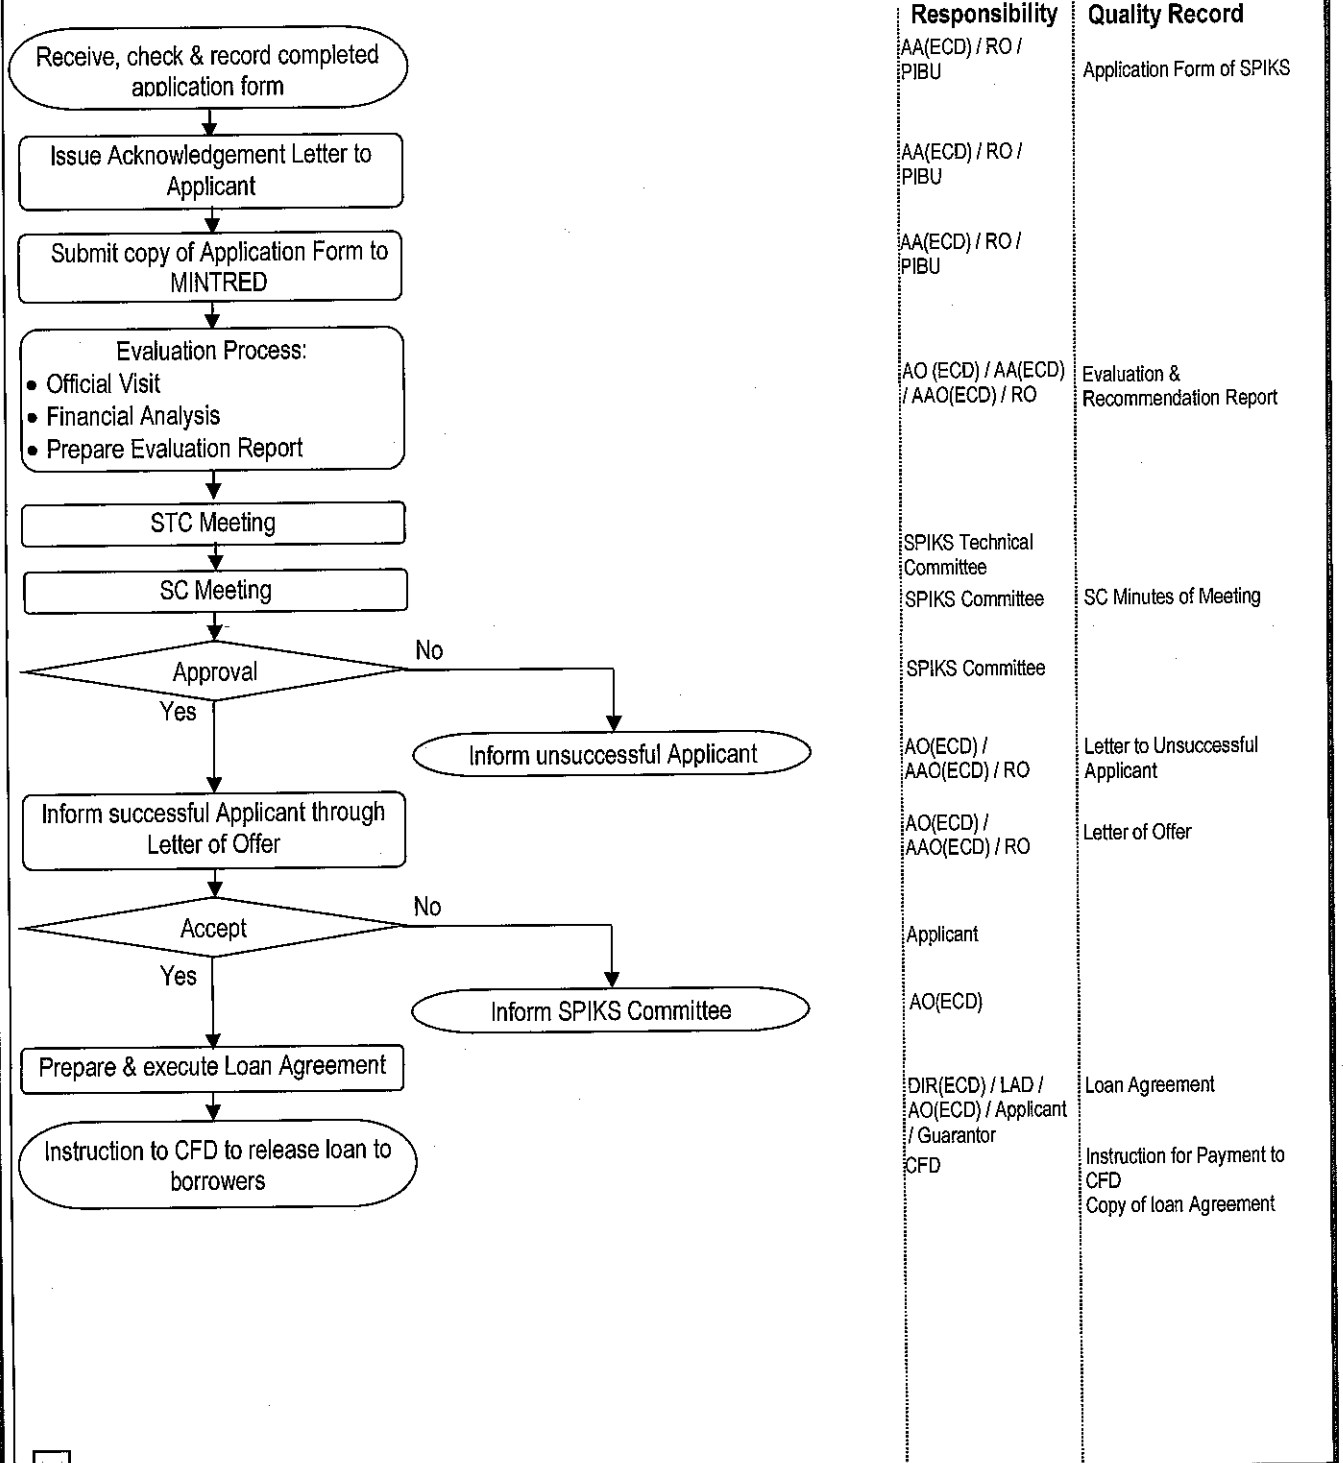 Responsibility
Quality Record
Receive, check & record completed
application form
AA(ECD) / RO /
PIBU
Application Form of SPIKS
Issue Acknowledgement Letter to
Applicant
AA(ECD) / RO /
PIBU
Submit copy of Application Form to
MINTRED
AA(ECD) / RO /
PIBU
Evaluation Process:
• Official Visit
• Financial Analysis
• Prepare Evaluation Report
AO (ECD) / AA(ECD)
/ AAO(ECD) / RO
Evaluation &
Recommendation Report
STC Meeting
SPIKS Technical
Committee
SC Meeting
SPIKS Committee
SC Minutes of Meeting
Approval
No
Yes
SPIKS Committee
Inform unsuccessful Applicant
AO(ECD) /
AAO(ECD) / RO
Letter to Unsuccessful
Applicant
Inform successful Applicant through
Letter of Offer
AO(ECD) /
AAO(ECD) / RO
Letter of Offer
Accept
No
Yes
Applicant
Inform SPIKS Committee
AO(ECD)
Prepare & execute Loan Agreement
DIR(ECD) / LAD /
AO(ECD) / Applicant
/ Guarantor
Loan Agreement
Instruction to CFD to release loan to
borrowers
CFD
Instruction for Payment to
CFD
Copy of loan Agreement